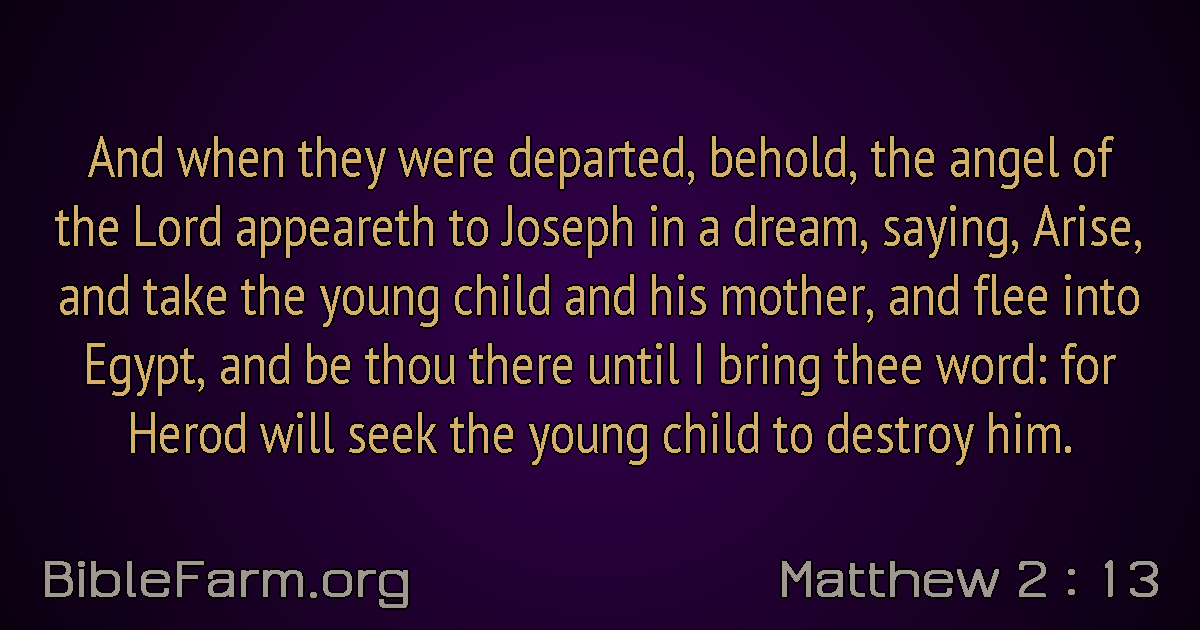 And when they were departed, behold, the angel of
the Lord appeareth to Joseph in a dream, saying, Arise,
and take the young child and his mother, and flee into
Egypt, and be thou there until I bring thee word: for
Herod will seek the young child to destroy him.
BibleFarm.org
Matthew 2 : 13